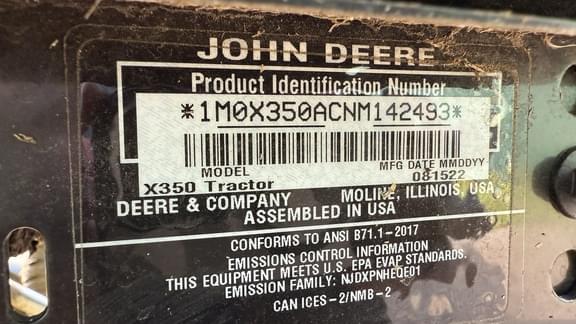 JOHN DEERE
Product Identification Number
*1M0X350ACNM142493*
MODEL MFG DATE MMDDYY
X350 Tractor 081522
DEERE & COMPANY MOLINE, ILLINOIS, USA
ASSEMBLED IN USA
CONFORMS TO ANSI B71.1-2017
EMISSIONS CONTROL INFORMATION
THIS EQUIPMENT MEETS U.S. EPA EVAP STANDARDS.
EMISSION FAMILY: NJDXPNHEQE01
CAN ICES-2/NMB-2